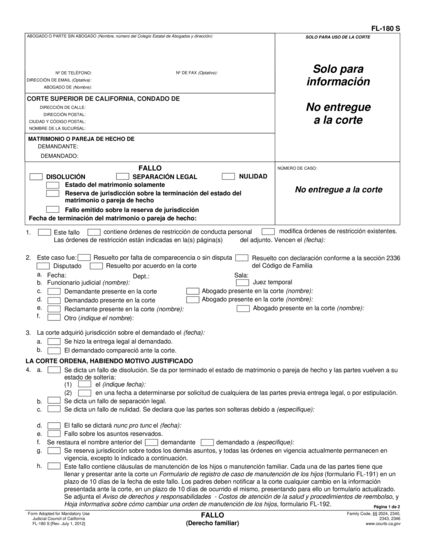 FL-180 S
ABOGADO O PARTE SIN ABOGADO (Nombre, número del Colegio Estatal de Abogados y dirección):
SOLO PARA USO DE LA CORTE
Nº DE TELÉFONO:
Nº DE FAX (Optativo):
DIRECCIÓN DE EMAIL (Optativa):
ABOGADO DE (Nombre):
Solo para
información
CORTE SUPERIOR DE CALIFORNIA, CONDADO DE
DIRECCIÓN DE CALLE:
DIRECCIÓN POSTAL:
CIUDAD Y CÓDIGO POSTAL:
NOMBRE DE LA SUCURSAL:
No entregue
a la corte
MATRIMONIO O PAREJA DE HECHO DE
DEMANDANTE:
DEMANDADO:
FALLO
DISOLUCIÓN
SEPARACIÓN LEGAL
NULIDAD
Estado del matrimonio solamente
Reserva de jurisdicción sobre la terminación del estado del
matrimonio o pareja de hecho
Fallo emitido sobre la reserva de jurisdicción
Fecha de terminación del matrimonio o pareja de hecho:
NÚMERO DE CASO:
No entregue a la corte
1. Este fallo contiene órdenes de restricción de conducta personal modifica órdenes de restricción existentes.
Las órdenes de restricción están indicadas en la(s) página(s) del adjunto. Vencen el (fecha):
2. Este caso fue: Resuelto por falta de comparecencia o sin disputa Resuelto con declaración conforme a la sección 2336
Disputado Resuelto por acuerdo en la corte del Código de Familia
a. Fecha: Dept.: Sala:
b. Funcionario judicial (nombre): Juez temporal
c. Demandante presente en la corte Abogado presente en la corte (nombre):
d. Demandado presente en la corte Abogado presente en la corte (nombre):
e. Reclamante presente en la corte (nombre): Abogado presente en la corte (nombre):
f. Otro (indique el nombre):
3. La corte adquirió jurisdicción sobre el demandado el (fecha):
a. Se hizo la entrega legal al demandado.
b. El demandado compareció ante la corte.
LA CORTE ORDENA, HABIENDO MOTIVO JUSTIFICADO
4. a. Se dicta un fallo de disolución. Se da por terminado el estado de matrimonio o pareja de hecho y las partes vuelven a su
estado de soltería:
(1) el (indique fecha):
(2) en una fecha a determinarse por solicitud de cualquiera de las partes previa entrega legal, o por estipulación.
b. Se dicta un fallo de separación legal.
c. Se dicta un fallo de nulidad. Se declara que las partes son solteras debido a (especifique):
d. El fallo se dictará nunc pro tunc el (fecha):
e. Fallo sobre los asuntos reservados.
f. Se restaura el nombre anterior del demandante demandado a (especifique):
g. Se reserva jurisdicción sobre todos los demás asuntos, y todas las órdenes en vigencia actualmente permanecen en
vigencia, excepto lo indicado a continuación.
h. Este fallo contiene cláusulas de manutención de los hijos o manutención familiar. Cada una de las partes tiene que
llenar y presentar ante la corte un Formulario de registro de caso de manutención de los hijos (formulario FL-191) en un
plazo de 10 días de la fecha de este fallo. Los padres deben notificar a la corte cualquier cambio en la información
presentada ante la corte, en un plazo de 10 días de ocurrido el mismo, presentando para ello un formulario actualizado.
Se adjunta el Aviso de derechos y responsabilidades - Costos de atención de la salud y procedimientos de reembolso, y
Hoja informativa sobre cómo cambiar una orden de manutención de los hijos, formulario FL-192.
Página 1 de 2
Form Adopted for Mandatory Use
Judicial Council of California
FL-180 S [Rev. July 1, 2012]
FALLO
(Derecho familiar)
Family Code, §§ 2024, 2340,
2343, 2346
www.courts.ca.gov